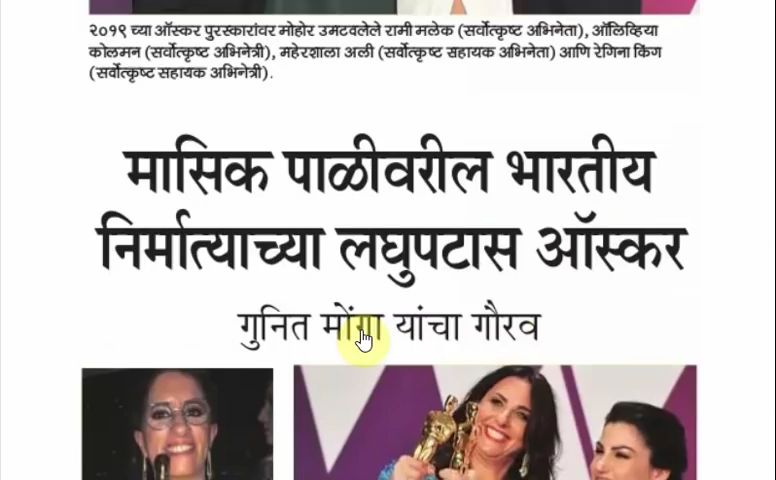 २०१९ च्या ऑस्कर पुरस्कारांवर मोहोर उमटवलेले रामी मलेक (सर्वोत्कृष्ट अभिनेता), ऑलिव्हिया
कोलमन (सर्वोत्कृष्ट अभिनेत्री), महेरशाला अली (सर्वोत्कृष्ट सहायक अभिनेता) आणि रेगिना किंग
(सर्वोत्कृष्ट सहायक अभिनेत्री).
मासिक पाळीवरील भारतीय
निर्मात्याच्या लघुपटास ऑस्कर
गुनित मोंगा यांचा गौरव